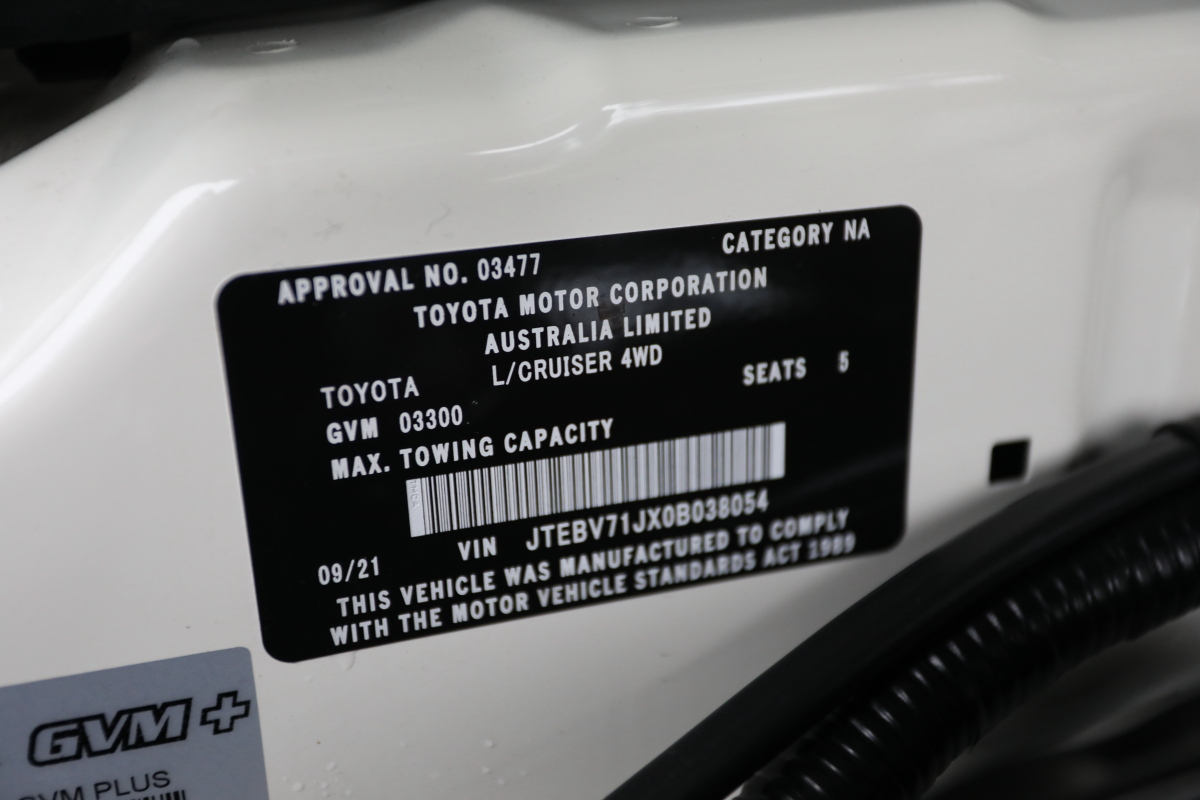 APPROVAL NO. 03477 CATEGORY NA
TOYOTA MOTOR CORPORATION
AUSTRALIA LIMITED
TOYOTA L/CRUISER 4WD
GVM 03300 SEATS 5
MAX. TOWING CAPACITY
09/21 VIN JTEBV71JX0B038054
THIS VEHICLE WAS MANUFACTURED TO COMPLY
WITH THE MOTOR VEHICLE STANDARDS ACT 1989
GVM+
GVM PLUS